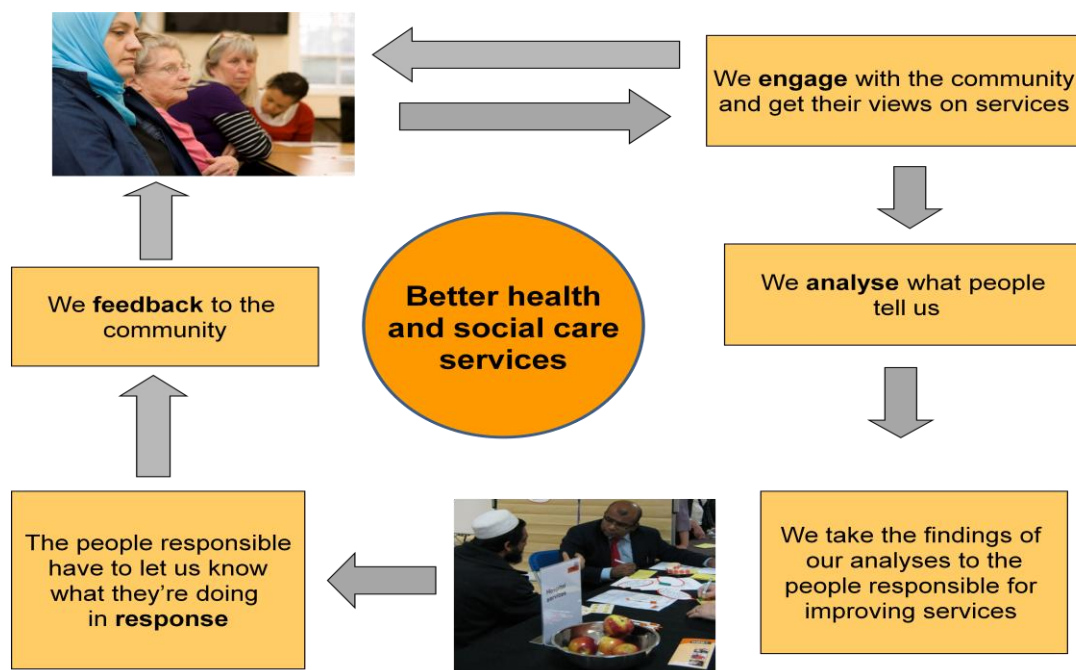 We engage with the community
and get their views on services
We analyse what people
tell us
We take the findings of
our analyses to the
people responsible for
improving services
The people responsible
have to let us know
what they're doing
in response
We feedback to the
community
Better health
and social care
services